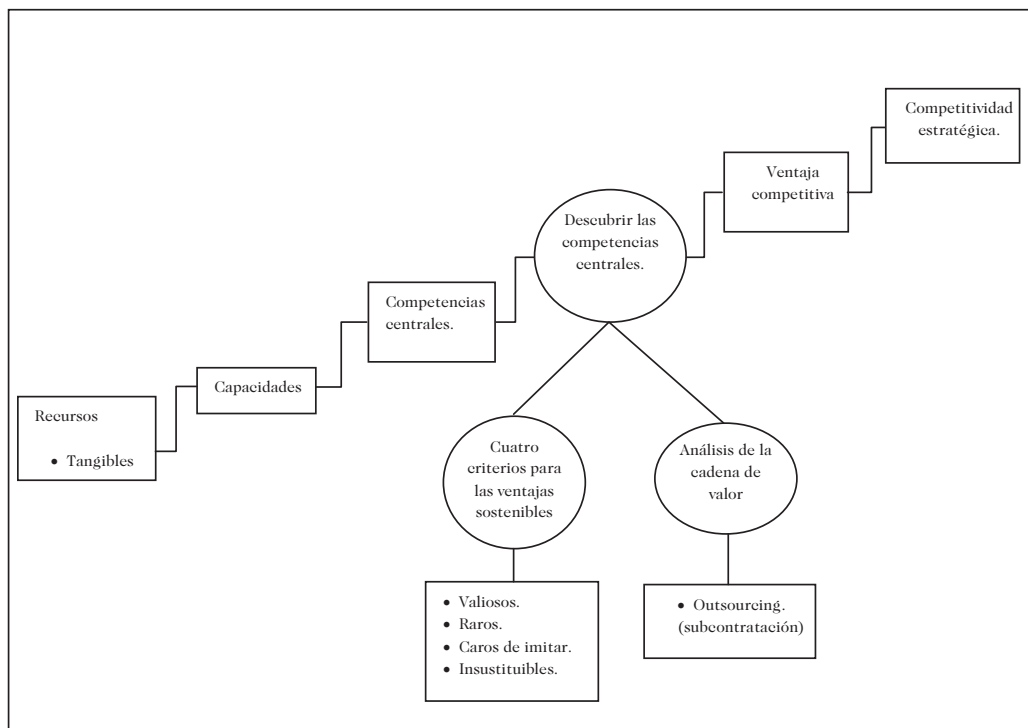 Competitividad
estratégica.
Ventaja
competitiva
Descubrir las
competencias
centrales.
Competencias
centrales.
Capacidades
Recursos
• Tangibles
Cuatro
criterios para
las ventajas
sostenibles
Análisis de la
cadena de
valor
• Valiosos.
• Raros.
• Caros de imitar.
• Insustituibles.
• Outsourcing.
(subcontratación)